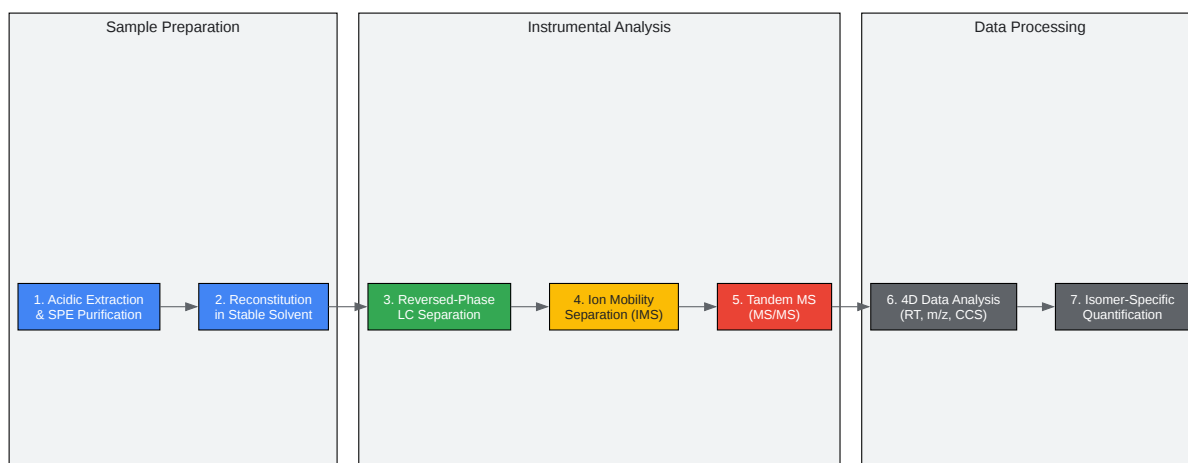 Sample Preparation
Instrumental Analysis
Data Processing
1. Acidic Extraction
& SPE Purification
2. Reconstitution
in Stable Solvent
3. Reversed-Phase
LC Separation
4. Ion Mobility
Separation (IMS)
5. Tandem MS
(MS/MS)
6. 4D Data Analysis
(RT, m/z, CCS)
7. Isomer-Specific
Quantification